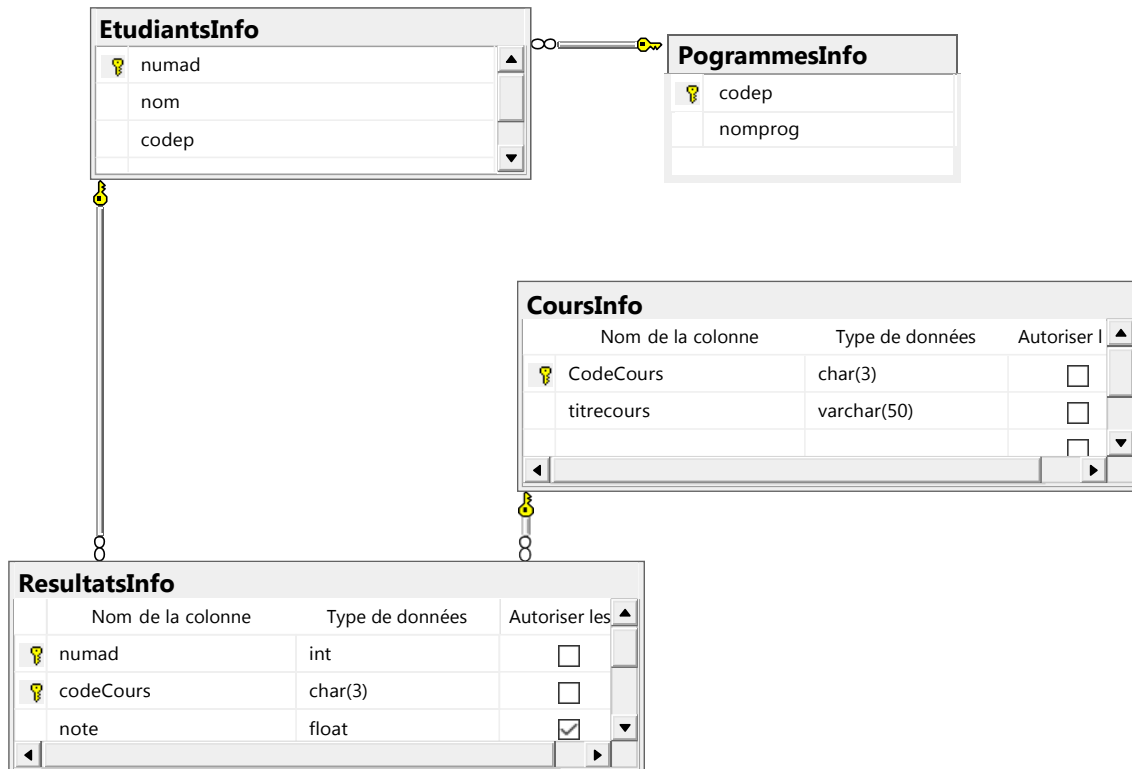 EtudiantsInfo
numad
nom
codep
PogrammesInfo
codep
nomprog
CoursInfo
Nom de la colonne Type de données Autoriser l
CodeCours char(3)
titrecours varchar(50)
ResultatsInfo
Nom de la colonne Type de données Autoriser les
numad int
codeCours char(3)
note float